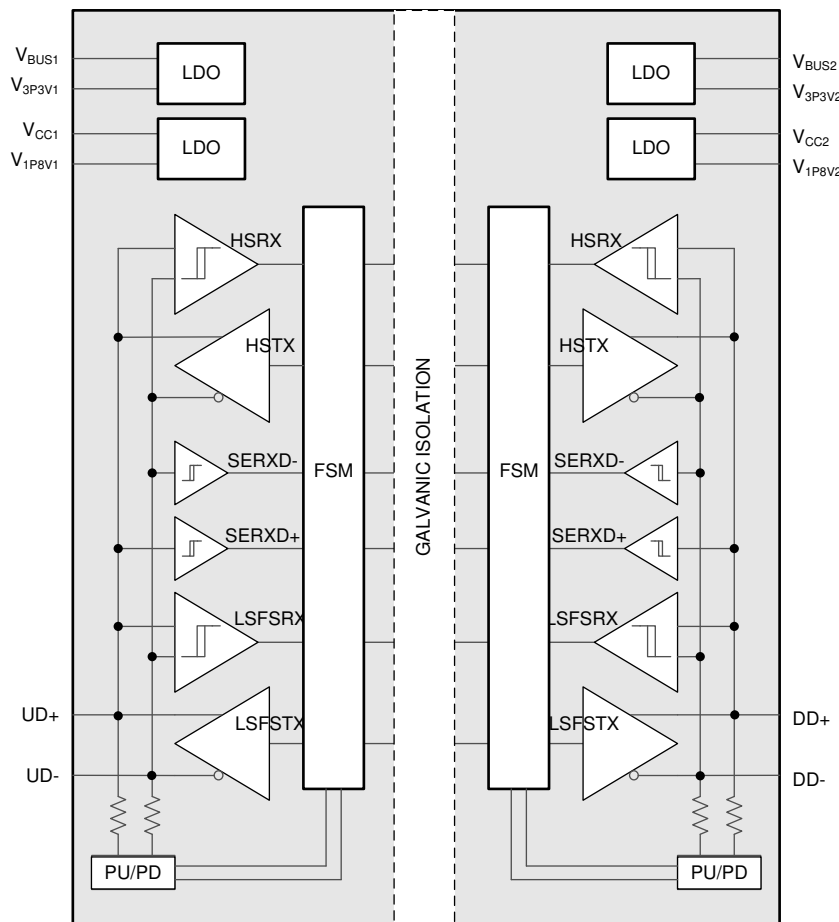 VBUS1
V3P3V1
VCC1
V1P8V1
LDO
LDO
LDO
LDO
VBUS2
V3P3V2
VCC2
V1P8V2
HSRX
HSTX
SERXD-
SERXD+
LSFSRX
LSFSTX
FSM
GALVANIC ISOLATION
FSM
HSRX
HSTX
SERXD-
SERXD+
LSFSRX
LSFSTX
UD+
UD-
DD+
DD-
PU/PD
PU/PD